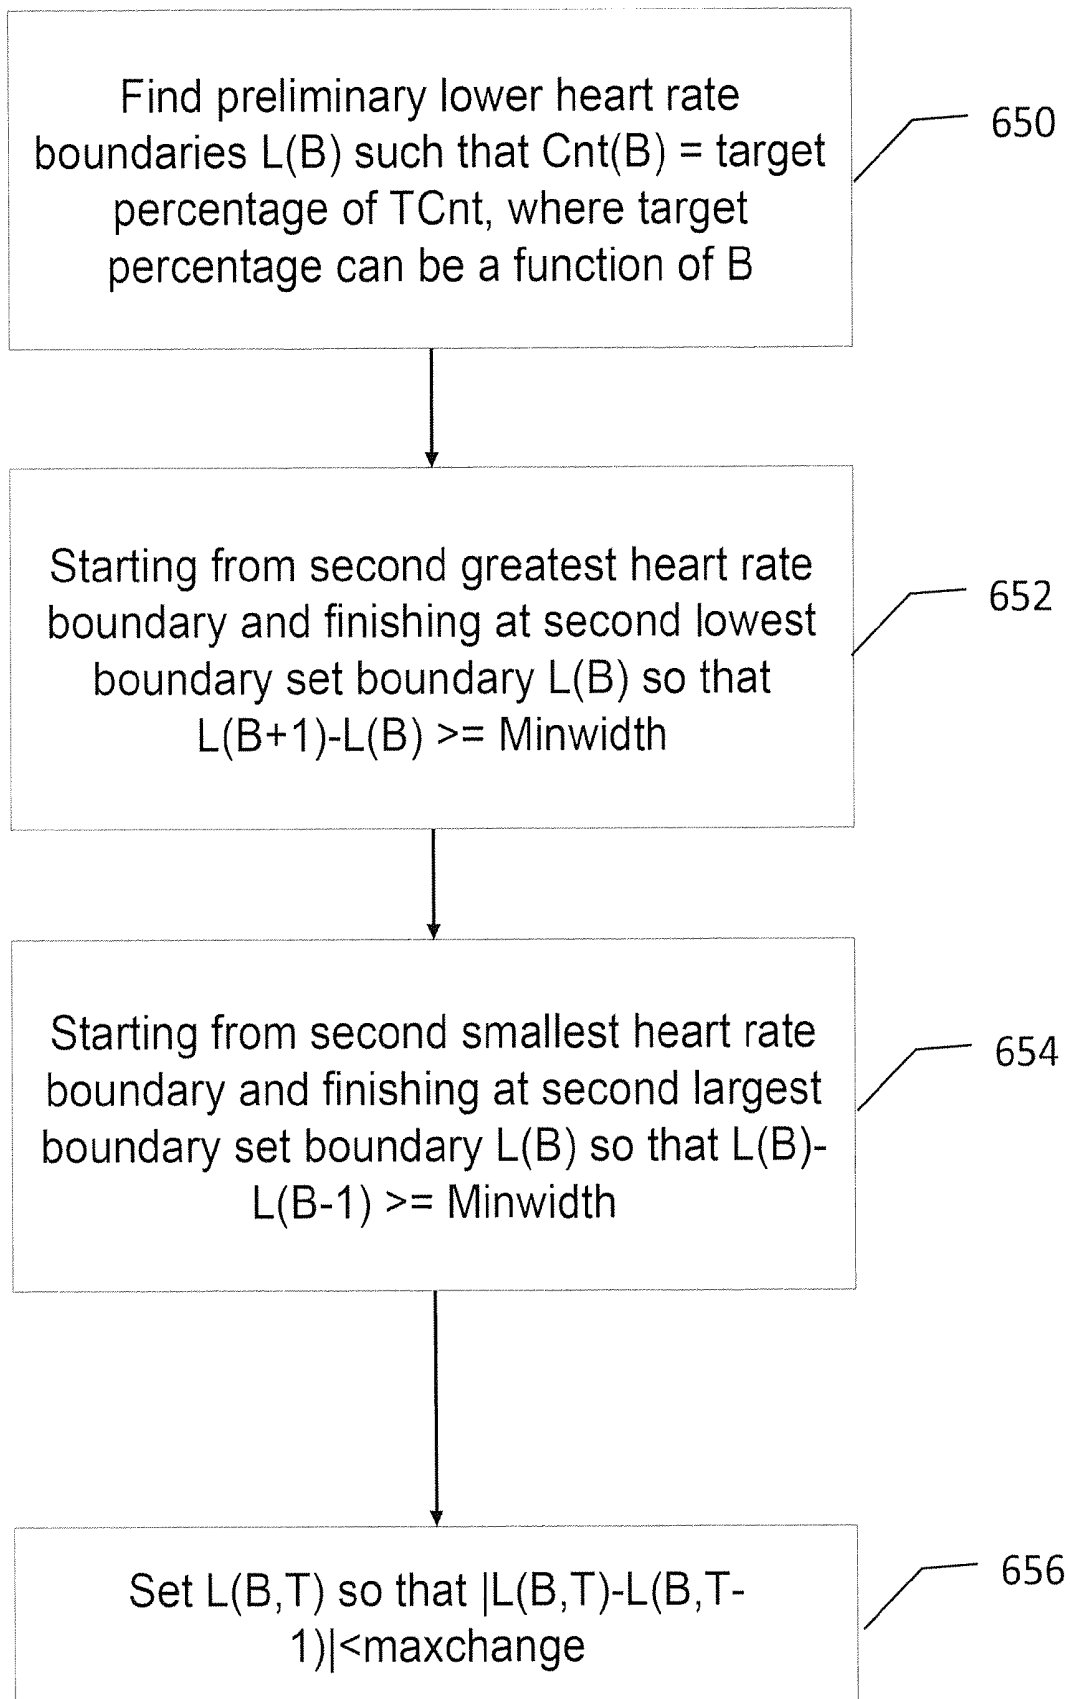 Find preliminary lower heart rate
boundaries L(B) such that Cnt(B) = target
percentage of TCnt, where target
percentage can be a function of B
650
Starting from second greatest heart rate
boundary and finishing at second lowest
boundary set boundary L(B) so that
L(B+1)-L(B) >= Minwidth
652
Starting from second smallest heart rate
boundary and finishing at second largest
boundary set boundary L(B) so that L(B)-
L(B-1) >= Minwidth
654
Set L(B,T) so that |L(B,T)-L(B,T-
1)|<maxchange
656